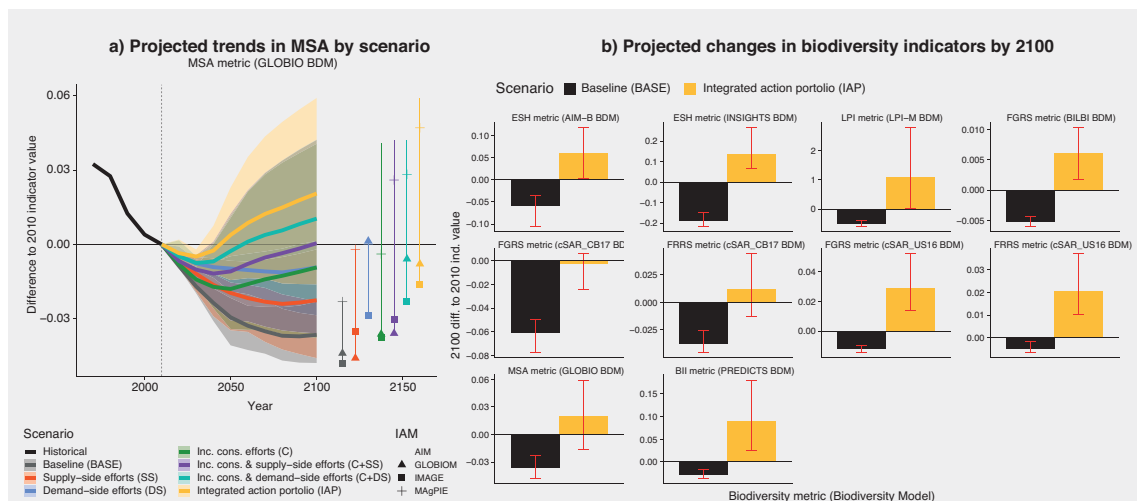 a) Projected trends in MSA by scenario
MSA metric (GLOBIO BDM)
0.06
0.03
0.00
−0.03
Difference to 2010 indicator value
2000
2050
2100
2150
Year
Scenario
Historical
Baseline (BASE)
Supply-side efforts (SS)
Demand-side efforts (DS)
Inc. cons. efforts (C)
Inc. cons. & supply-side efforts (C+SS)
Inc. cons. & demand-side efforts (C+DS)
Integrated action portolio (IAP)
IAM
AIM
GLOBIOM
IMAGE
MAgPIE
b) Projected changes in biodiversity indicators by 2100
Scenario
Baseline (BASE)
Integrated action portolio (IAP)
2100 diff. to 2010 ind. value
ESH metric (AIM−B BDM)
0.10
0.05
0.00
−0.05
−0.10
ESH metric (INSIGHTS BDM)
0.2
0.1
0.0
−0.1
−0.2
LPI metric (LPI−M BDM)
2
1
0
FGRS metric (BILBI BDM)
0.010
0.005
0.000
−0.005
FGRS metric (cSAR_CB17 BD
0.00
−0.02
−0.04
−0.06
−0.08
FRRS metric (cSAR_CB17 BDM)
0.025
0.000
−0.025
FGRS metric (cSAR_US16 BDM)
0.04
0.02
0.00
FRRS metric (cSAR_US16 BDM)
0.03
0.02
0.01
0.00
MSA metric (GLOBIO BDM)
0.06
0.03
0.00
−0.03
BII metric (PREDICTS BDM)
0.15
0.10
0.05
0.00
Biodiversity metric (Biodiversity Model)